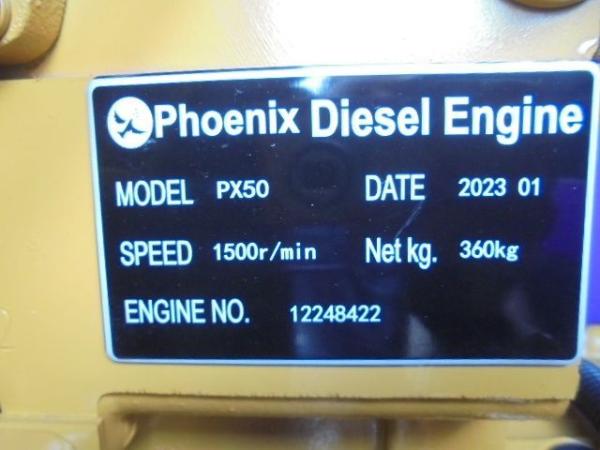 Phoenix Diesel Engine
MODEL PX50 DATE 2023 01
SPEED 1500r/min Net kg. 360kg
ENGINE NO. 12248422